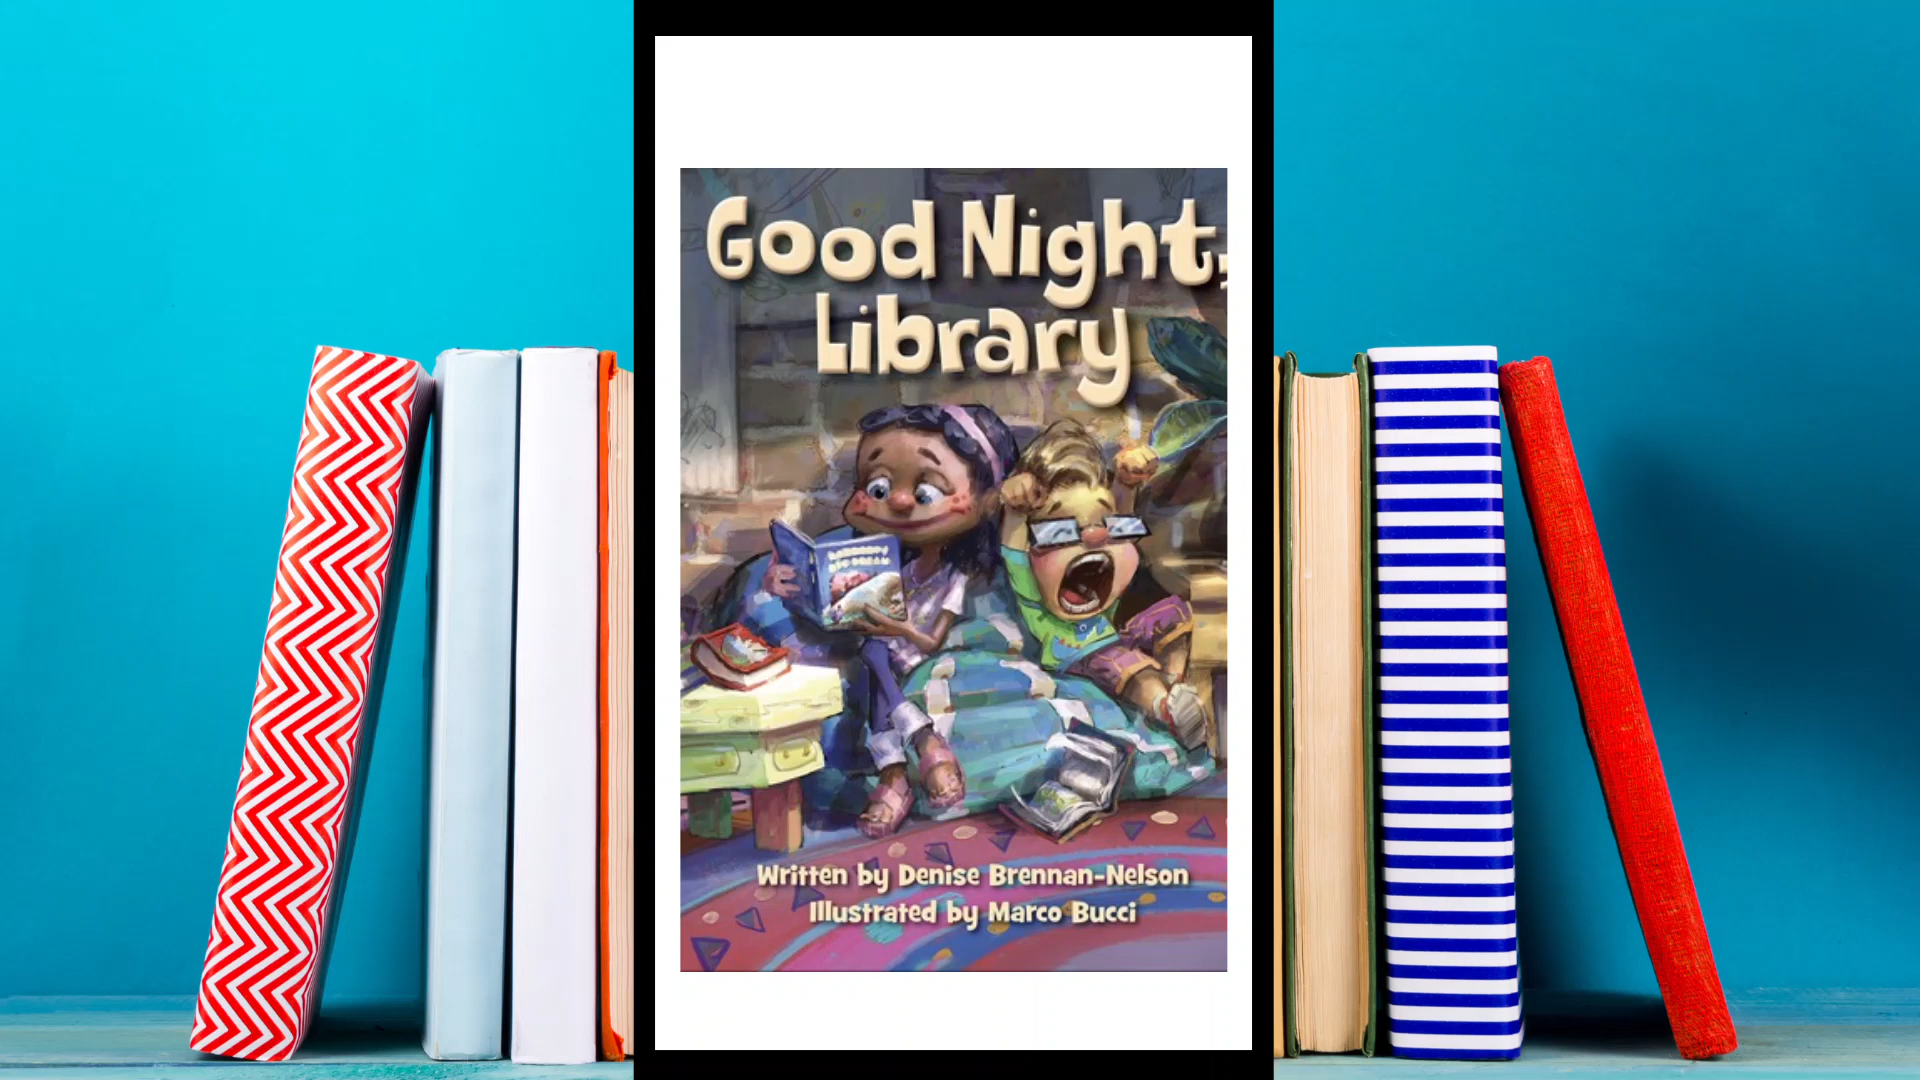 Good Night,
Library
Written by Denise Brennan-Nelson
Illustrated by Marco Bucci